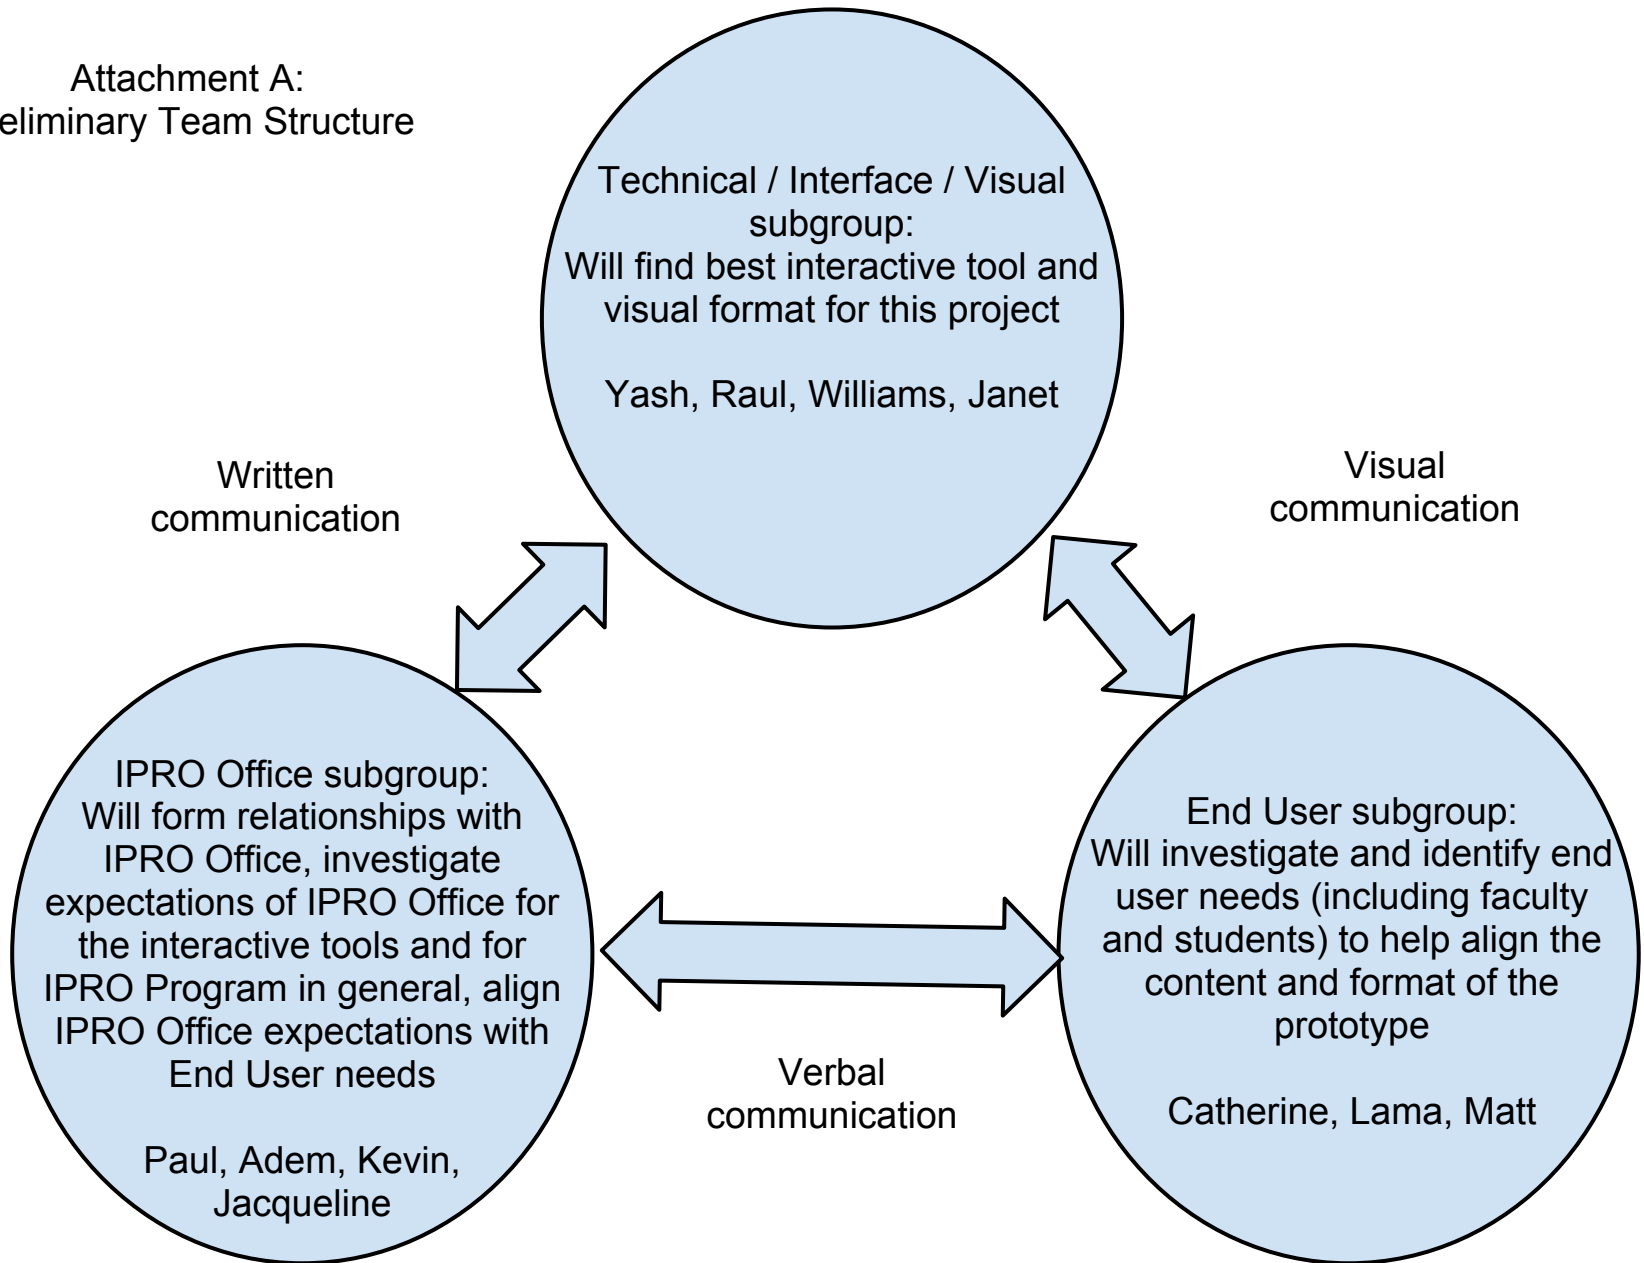 Attachment A:
eliminary Team Structure
Technical / Interface / Visual
subgroup:
Will find best interactive tool and
visual format for this project
Yash, Raul, Williams, Janet
Written
communication
Visual
communication
IPRO Office subgroup:
Will form relationships with
IPRO Office, investigate
expectations of IPRO Office for
the interactive tools and for
IPRO Program in general, align
IPRO Office expectations with
End User needs
Paul, Adem, Kevin,
Jacqueline
Verbal
communication
End User subgroup:
Will investigate and identify end
user needs (including faculty
and students) to help align the
content and format of the
prototype
Catherine, Lama, Matt